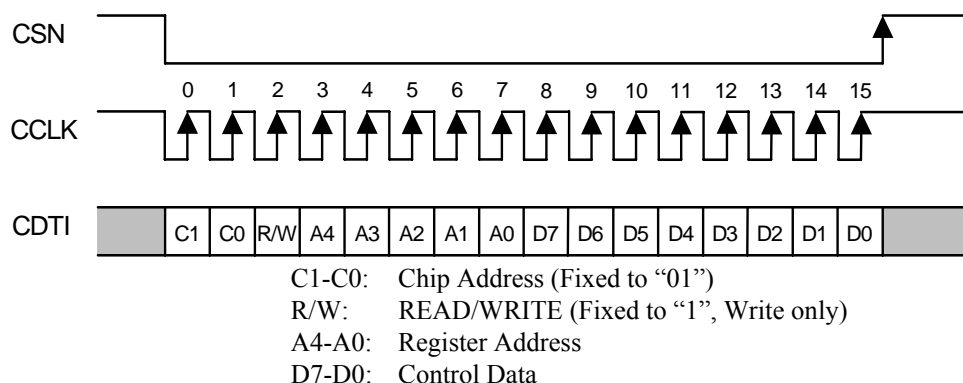 CSN
0 1 2 3 4 5 6 7 8 9 10 11 12 13 14 15
CCLK
CDTI C1 C0 R/W A4 A3 A2 A1 A0 D7 D6 D5 D4 D3 D2 D1 D0
C1-C0: Chip Address (Fixed to “01”)
R/W: READ/WRITE (Fixed to “1”, Write only)
A4-A0: Register Address
D7-D0: Control Data